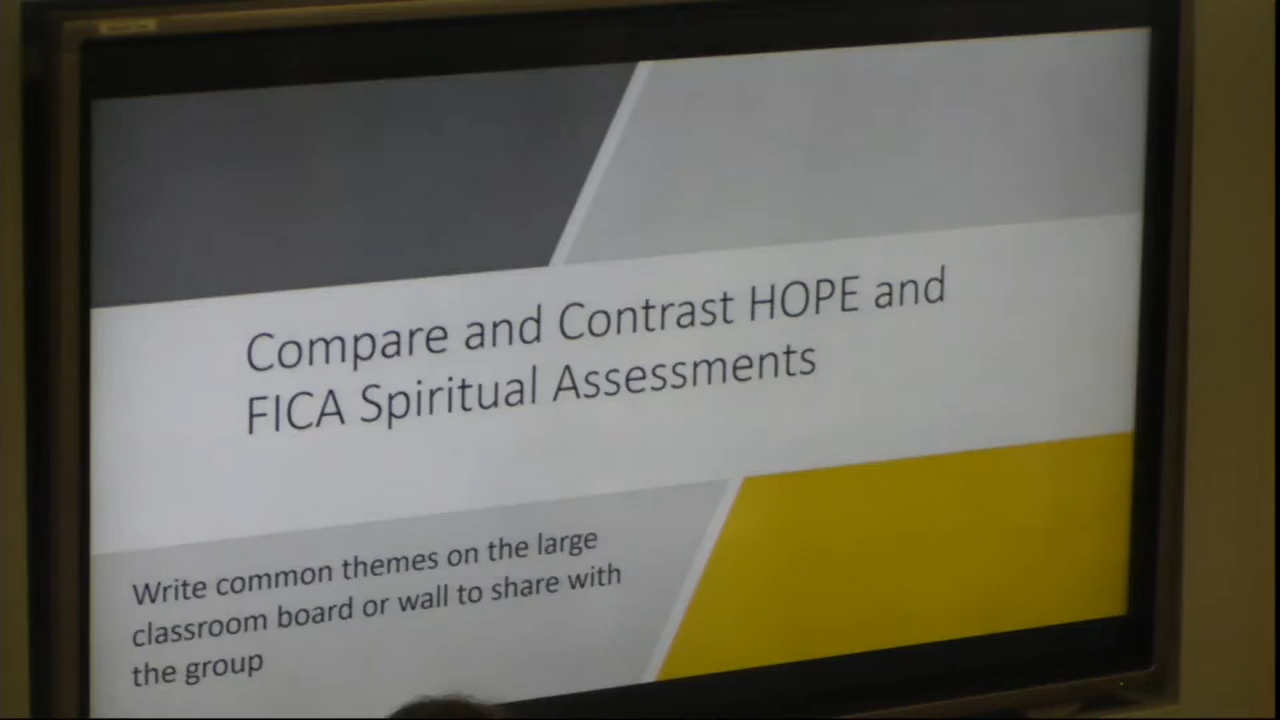 Compare and Contrast HOPE and
FICA Spiritual Assessments
Write common themes on the large
classroom board or wall to share with
the group